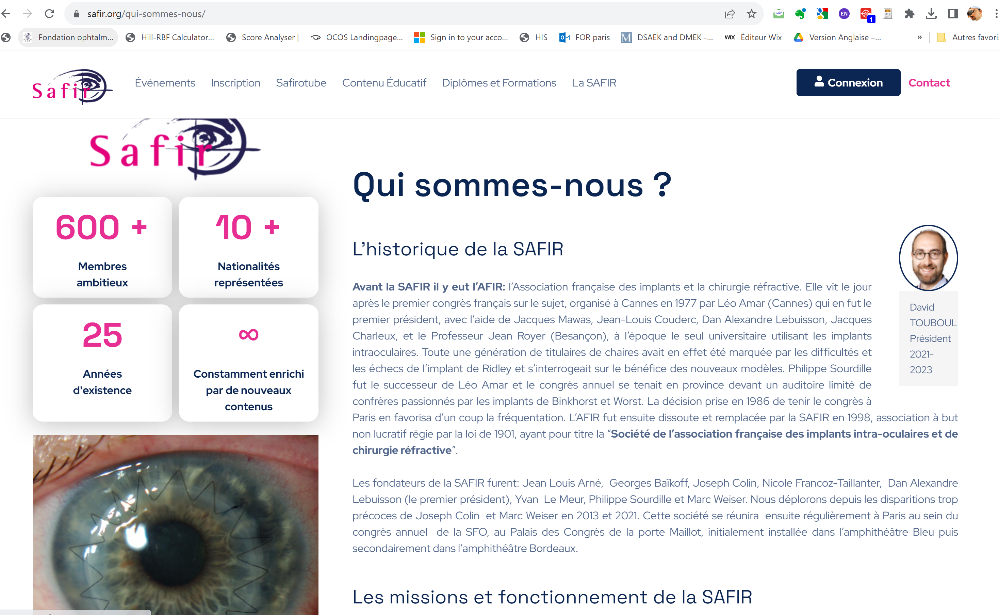 safir.org/qui-sommes-nous/
EN
1
Fondation ophtalm...
Hill-RBF Calculator...
Score Analyser |
OCOS Landingpage...
Sign in to your acco...
HIS
FOR paris
M
DSAEK and DMEK -...
WIX
Éditeur Wix
Version Anglaise –...
»
Autres favoris
Safir
Événements
Inscription
Safirotube
Contenu Éducatif
Diplômes et Formations
La SAFIR
Connexion
Contact
Safir
600 +
Membres
ambitieux
10 +
Nationalités
représentées
25
Années
d'existence
∞
Constamment enrichi
par de nouveaux
contenus
Qui sommes-nous ?
L'historique de la SAFIR
Avant la SAFIR il y eut l'AFIR: l'Association française des implants et la chirurgie réfractive. Elle vit le jour
après le premier congrès français sur le sujet, organisé à Cannes en 1977 par Léo Amar (Cannes) qui en fut le
premier président, avec l'aide de Jacques Mawas, Jean-Louis Couderc, Dan Alexandre Lebuisson, Jacques
Charleux, et le Professeur Jean Royer (Besançon), à l'époque le seul universitaire utilisant les implants
intraoculaires. Toute une génération de titulaires de chaires avait en effet été marquée par les difficultés et
les échecs de l'implant de Ridley et s'interrogeait sur le bénéfice des nouveaux modèles. Philippe Sourdille
fut le successeur de Léo Amar et le congrès annuel se tenait en province devant un auditoire limité de
confrères passionnés par les implants de Binkhorst et Worst. La décision prise en 1986 de tenir le congrès à
Paris en favorisa d'un coup la fréquentation. L'AFIR fut ensuite dissoute et remplacée par la SAFIR en 1998, association à but
non lucratif régie par la loi de 1901, ayant pour titre la “Société de l'association française des implants intra-oculaires et de
chirurgie réfractive”.
David
TOUBOUL
Président
2021-
2023
Les fondateurs de la SAFIR furent: Jean Louis Arné, Georges Baïkoff, Joseph Colin, Nicole Francoz-Taillanter, Dan Alexandre
Lebuisson (le premier président), Yvan Le Meur, Philippe Sourdille et Marc Weiser. Nous déplorons depuis les disparitions trop
précoces de Joseph Colin et Marc Weiser en 2013 et 2021. Cette société se réunira ensuite régulièrement à Paris au sein du
congrès annuel de la SFO, au Palais des Congrès de la porte Maillot, initialement installée dans l'amphithéâtre Bleu puis
secondairement dans l'amphithéâtre Bordeaux.
Les missions et fonctionnement de la SAFIR